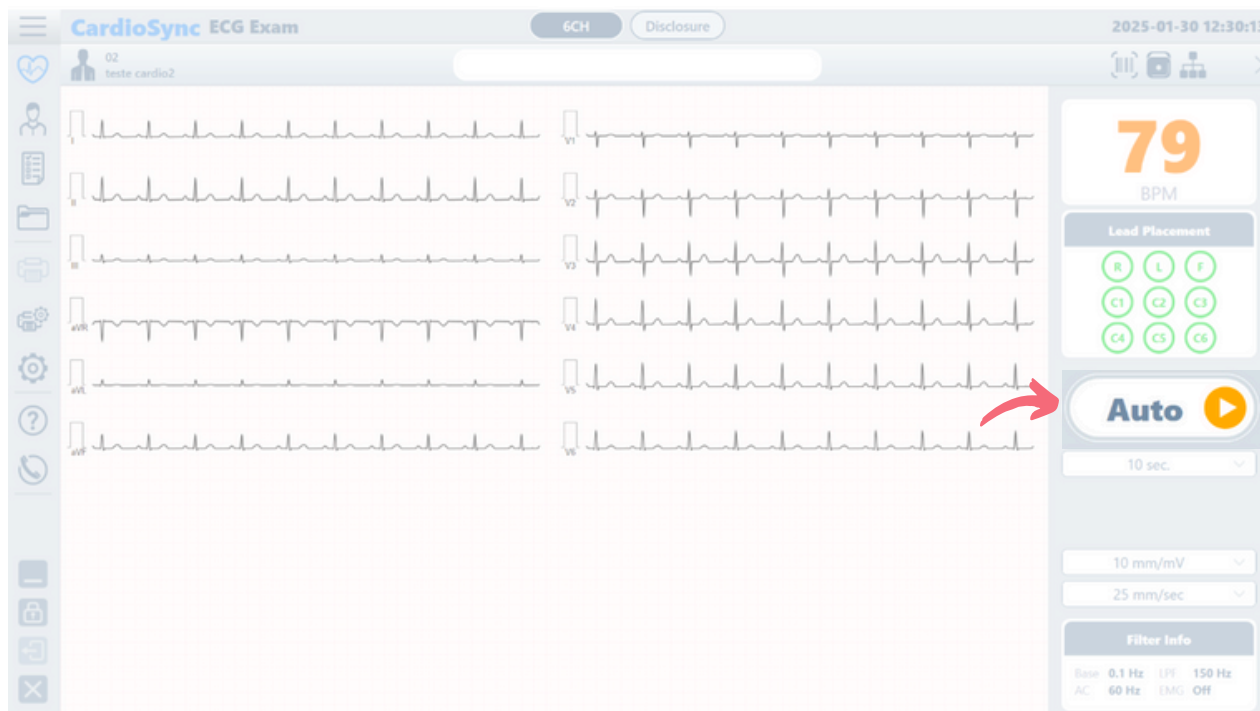 CardioSync ECG Exam
6CH
Disclosure
2025-01-30 12:30:13
02
teste cardio2
I
V1
II
V2
III
V3
aVR
V4
aVL
V5
aVF
V6
79
BPM
Lead Placement
R L F
C1 C2 C3
C4 C5 C6
Auto
10 sec.
10 mm/mV
25 mm/sec
Filter Info
Base 0.1 Hz LPF 150 Hz
AC 60 Hz EMG Off